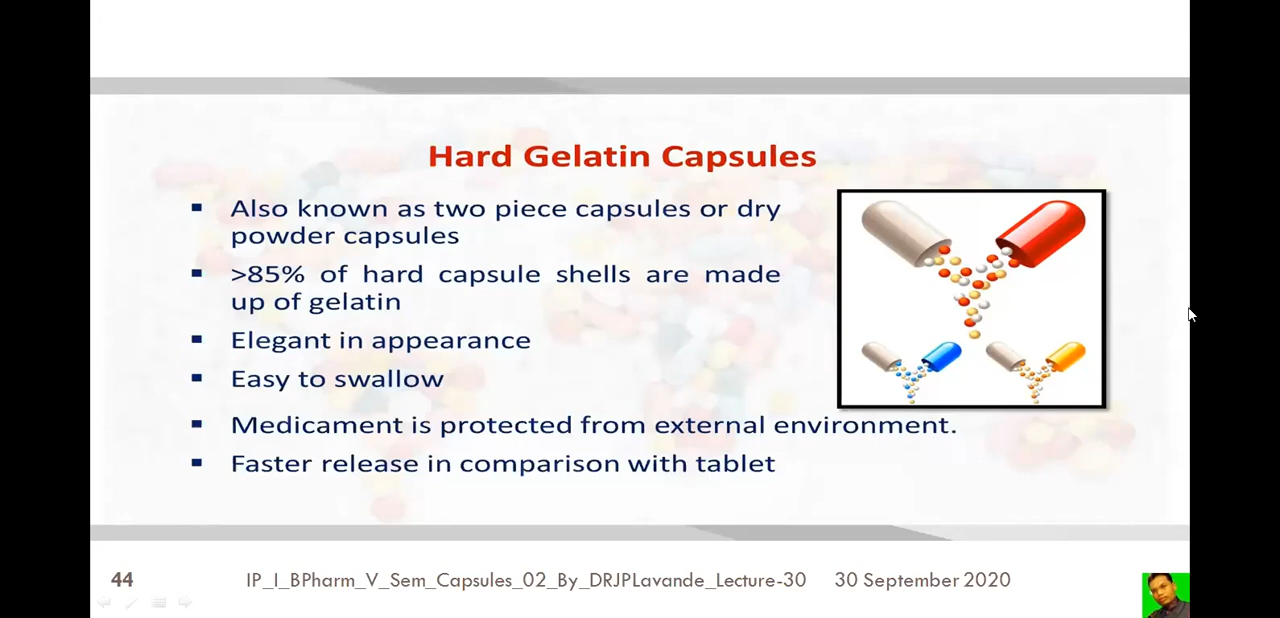 Hard Gelatin Capsules
▪ Also known as two piece capsules or dry
powder capsules
▪ >85% of hard capsule shells are made
up of gelatin
▪ Elegant in appearance
▪ Easy to swallow
▪ Medicament is protected from external environment.
▪ Faster release in comparison with tablet
44 IP_I_BPharm_V_Sem_Capsules_02_By_DRJPLavande_Lecture-30 30 September 2020